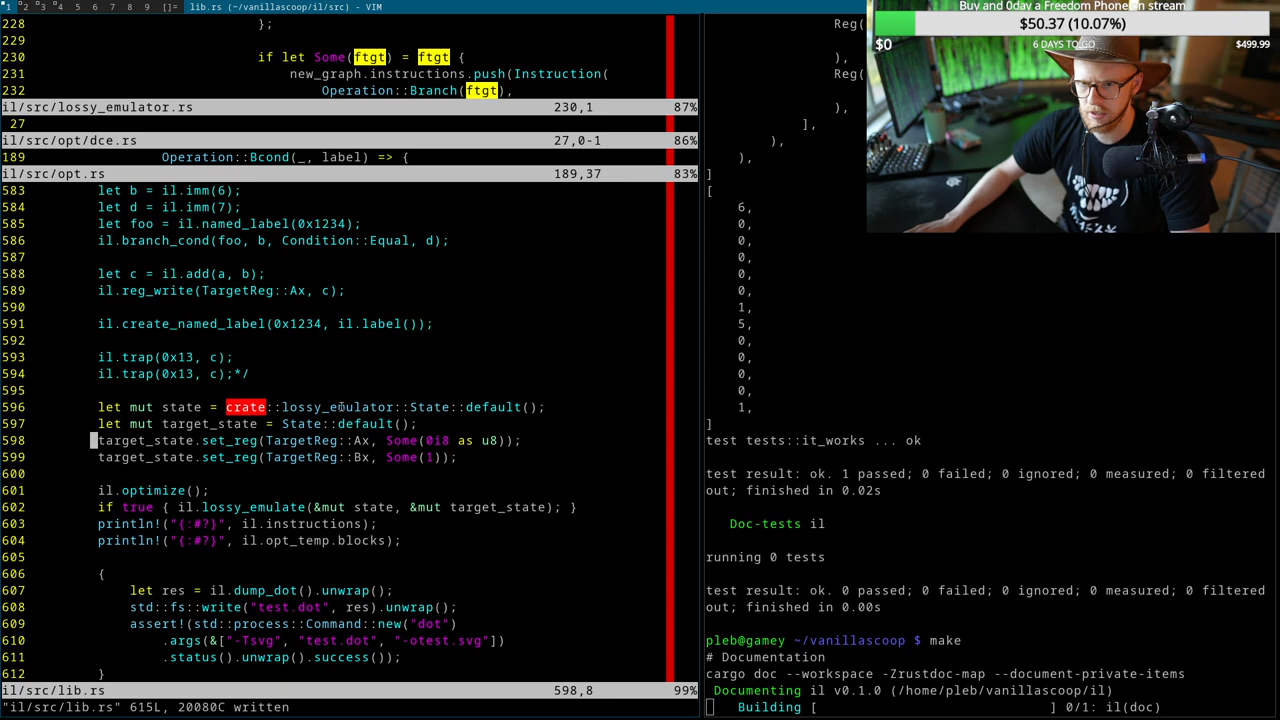 1 2 3 4 5 6 7 8 9 []= lib.rs (~/vanillascoop/il/src) - VIM
228 };
229
230 if let Some(ftgt) = ftgt {
231 new_graph.instructions.push(Instruction(
232 Operation::Branch(ftgt),
il/src/lossy_emulator.rs 230,1 87%
27
il/src/opt/dce.rs 27,0-1 86%
189 Operation::Bcond(_, label) => {
il/src/opt.rs 189,37 83%
583 let b = il.imm(6);
584 let d = il.imm(7);
585 let foo = il.named_label(0x1234);
586 il.branch_cond(foo, b, Condition::Equal, d);
587
588 let c = il.add(a, b);
589 il.reg_write(TargetReg::Ax, c);
590
591 il.create_named_label(0x1234, il.label());
592
593 il.trap(0x13, c);
594 il.trap(0x13, c);*/
595
596 let mut state = crate::lossy_emulator::State::default();
597 let mut target_state = State::default();
598 target_state.set_reg(TargetReg::Ax, Some(0i8 as u8));
599 target_state.set_reg(TargetReg::Bx, Some(1));
600
601 il.optimize();
602 if true { il.lossy_emulate(&mut state, &mut target_state); }
603 println!("{:#?}", il.instructions);
604 println!("{:#?}", il.opt_temp.blocks);
605
606 {
607 let res = il.dump_dot().unwrap();
608 std::fs::write("test.dot", res).unwrap();
609 assert!(std::process::Command::new("dot")
610 .args(&["-Tsvg", "test.dot", "-otest.svg"])
611 .status().unwrap().success());
612 }
il/src/lib.rs 598,8 99%
"il/src/lib.rs" 615L, 20080C written
Reg(
),
Reg(
),
],
),
),
]
[
6,
0,
0,
0,
0,
0,
1,
5,
0,
0,
0,
0,
1,
]
test tests::it_works ... ok
test result: ok. 1 passed; 0 failed; 0 ignored; 0 measured; 0 filtered
out; finished in 0.02s
Doc-tests il
running 0 tests
test result: ok. 0 passed; 0 failed; 0 ignored; 0 measured; 0 filtered
out; finished in 0.00s
pleb@gamey ~/vanillascoop $ make
# Documentation
cargo doc --workspace -Zrustdoc-map --document-private-items
Documenting il v0.1.0 (/home/pleb/vanillascoop/il)
Building [ ] 0/1: il(doc)
Buy and 0day a Freedom Phone on stream
$50.37 (10.07%)
$0 6 DAYS TO GO $499.99